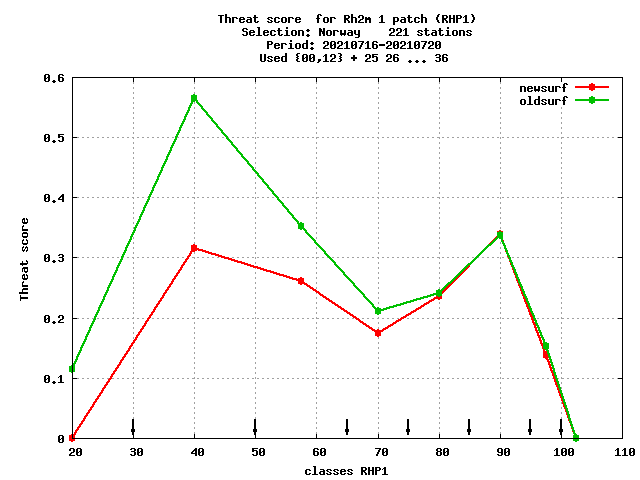 Threat score  for Rh2m 1 patch (RHP1)
Selection: Norway    221 stations
Period: 20210716-20210720
Used {00,12} + 25 26 ... 36
newsurf
oldsurf
Threat score
0.6
0.5
0.4
0.3
0.2
0.1
0
20 30 40 50 60 70 80 90 100 110
classes RHP1